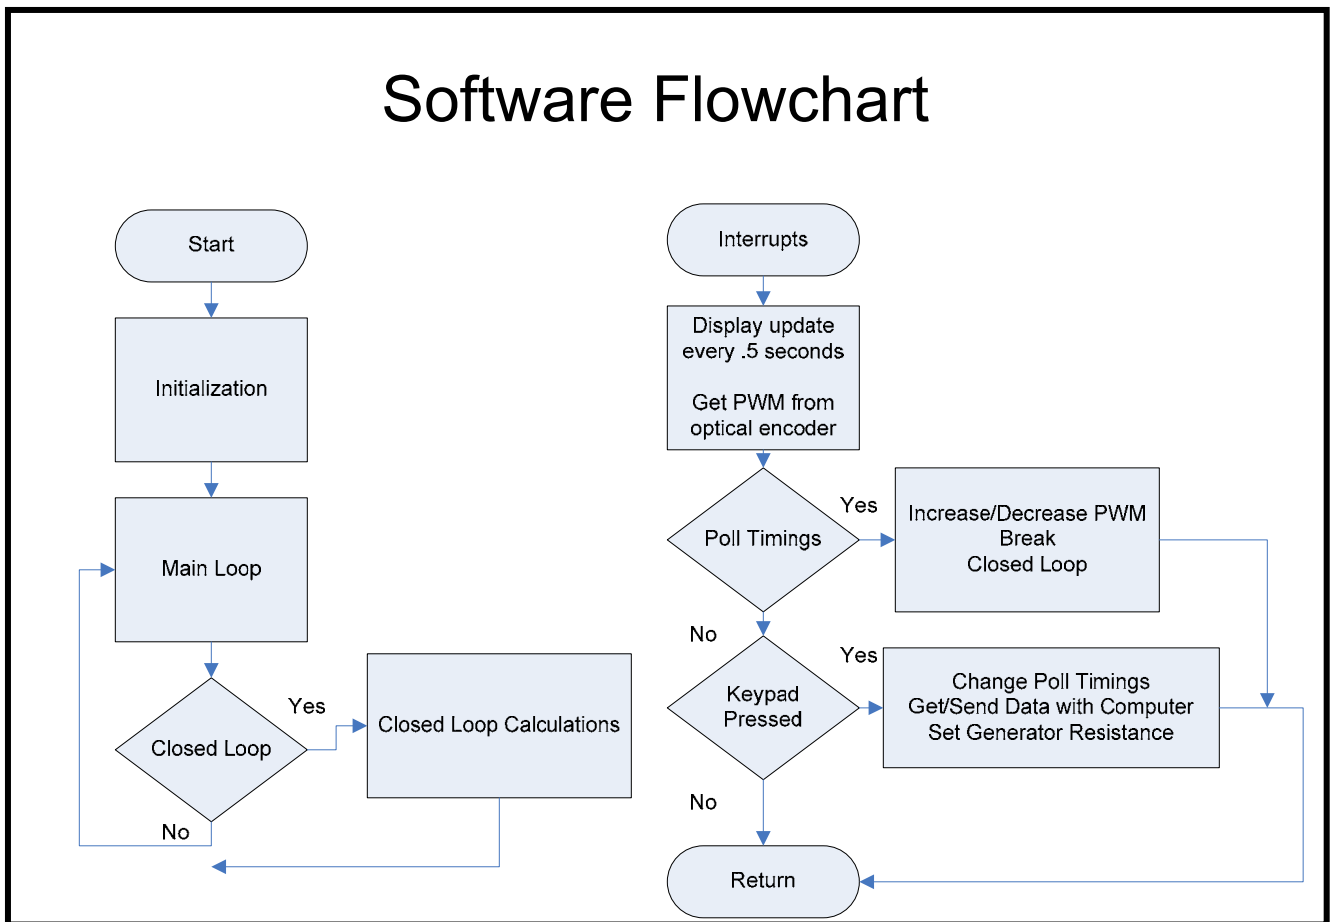 Software Flowchart
Start
Initialization
Main Loop
Closed Loop
Yes
No
Closed Loop Calculations
Interrupts
Display update
every .5 seconds
Get PWM from
optical encoder
Poll Timings
Yes
Increase/Decrease PWM
Break
Closed Loop
No
Keypad
Pressed
Yes
Change Poll Timings
Get/Send Data with Computer
Set Generator Resistance
No
Return